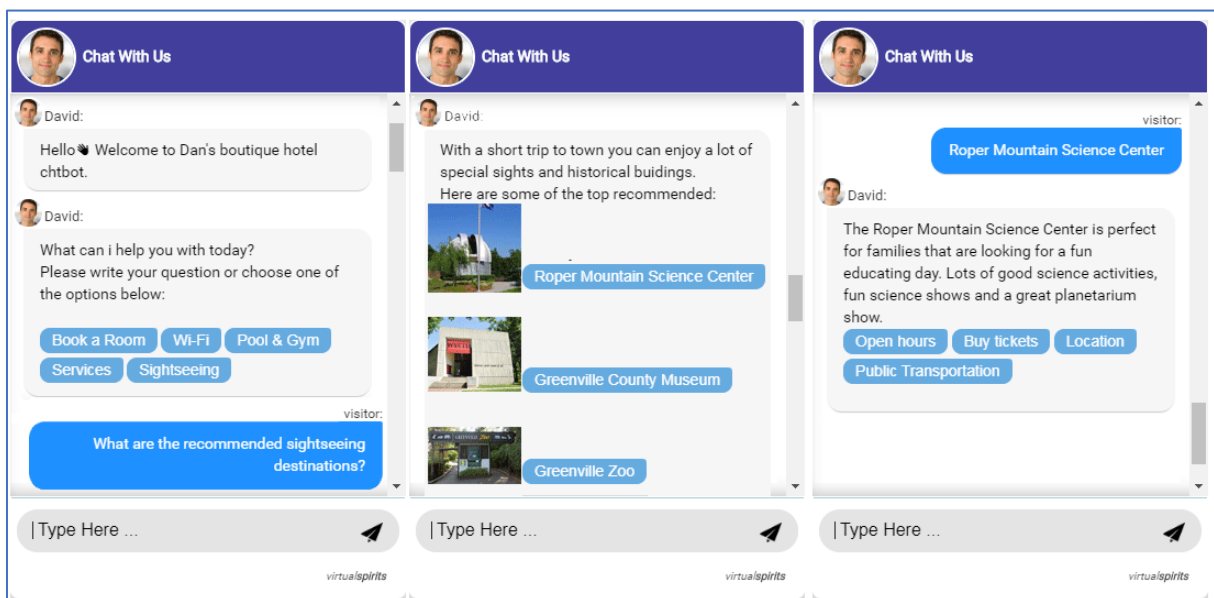 Chat With Us
David:
Hello👋 Welcome to Dan's boutique hotel
chtbot.
David:
What can i help you with today?
Please write your question or choose one of
the options below:
Book a Room Wi-Fi Pool & Gym
Services Sightseeing
visitor:
What are the recommended sightseeing
destinations?
|Type Here ...
virtualspirits
Chat With Us
David:
With a short trip to town you can enjoy a lot of
special sights and historical buidings.
Here are some of the top recommended:
Roper Mountain Science Center
Greenville County Museum
Greenville Zoo
|Type Here ...
virtualspirits
Chat With Us
visitor:
Roper Mountain Science Center
David:
The Roper Mountain Science Center is perfect
for families that are looking for a fun
educating day. Lots of good science activities,
fun science shows and a great planetarium
show.
Open hours Buy tickets Location
Public Transportation
|Type Here ...
virtualspirits